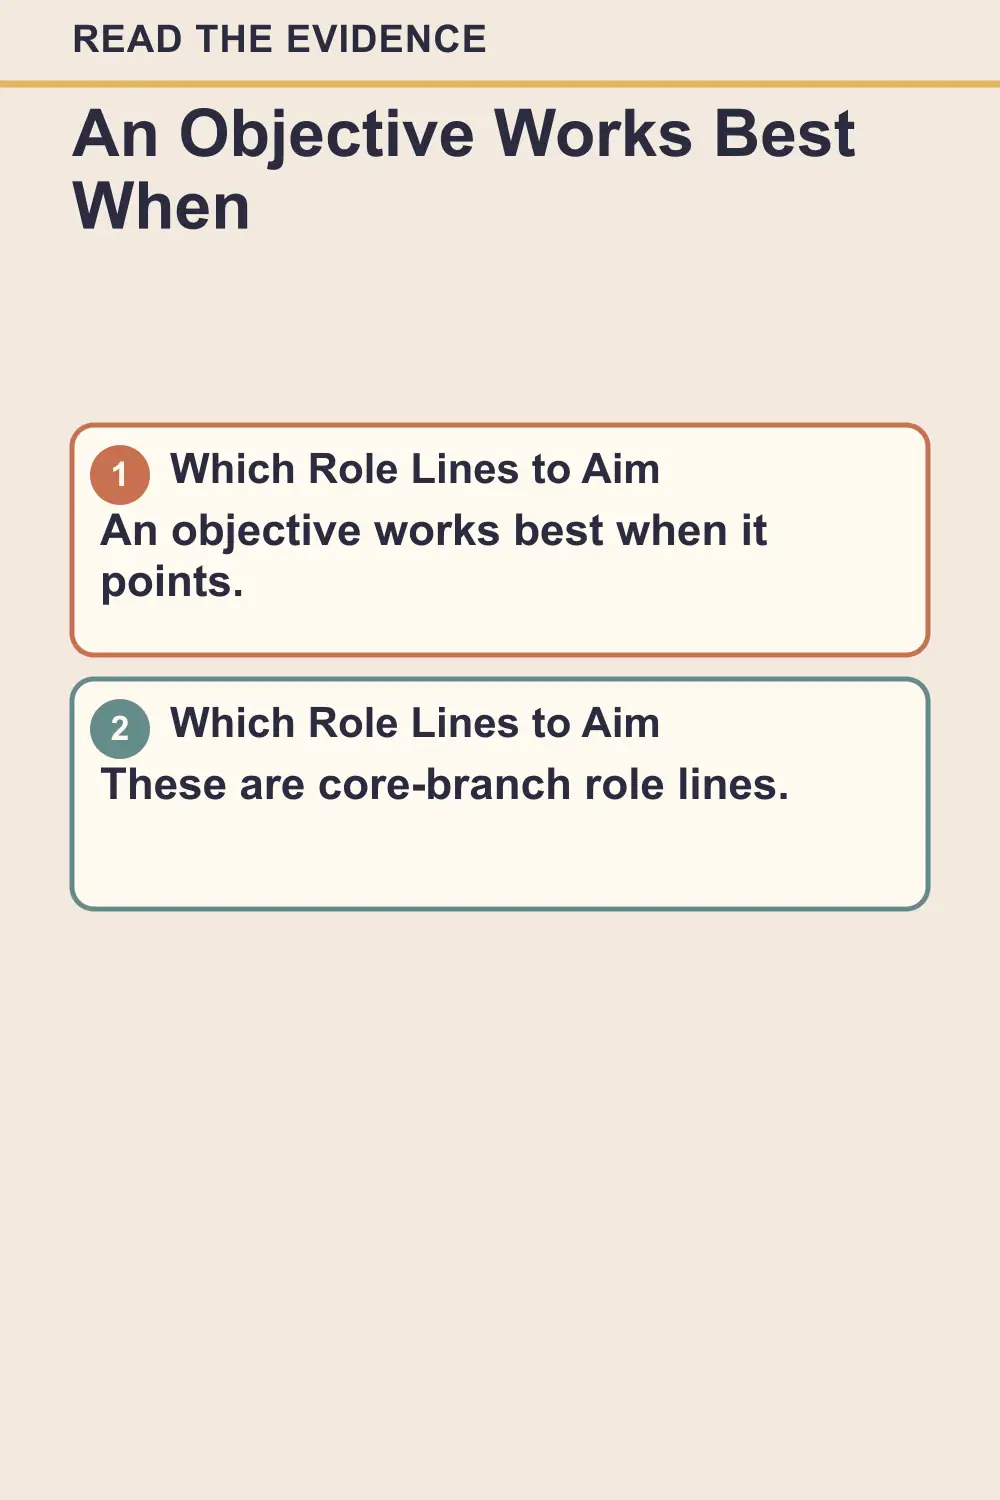 READ THE EVIDENCE
An Objective Works Best
When
1 Which Role Lines to Aim
An objective works best when it
points.
2 Which Role Lines to Aim
These are core-branch role lines.